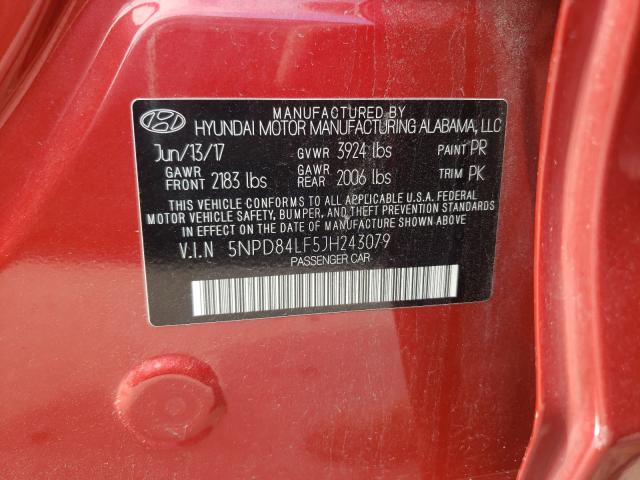 MANUFACTURED BY
HYUNDAI MOTOR MANUFACTURING ALABAMA, LLC
Jun/13/17 GVWR 3924 lbs PAINT PR
GAWR FRONT 2183 lbs GAWR REAR 2006 lbs TRIM PK
THIS VEHICLE CONFORMS TO ALL APPLICABLE U.S.A. FEDERAL
MOTOR VEHICLE SAFETY, BUMPER, AND THEFT PREVENTION STANDARDS
IN EFFECT ON THE DATE OF MANUFACTURE SHOWN ABOVE.
V.I.N 5NPD84LF5JH243079
PASSENGER CAR